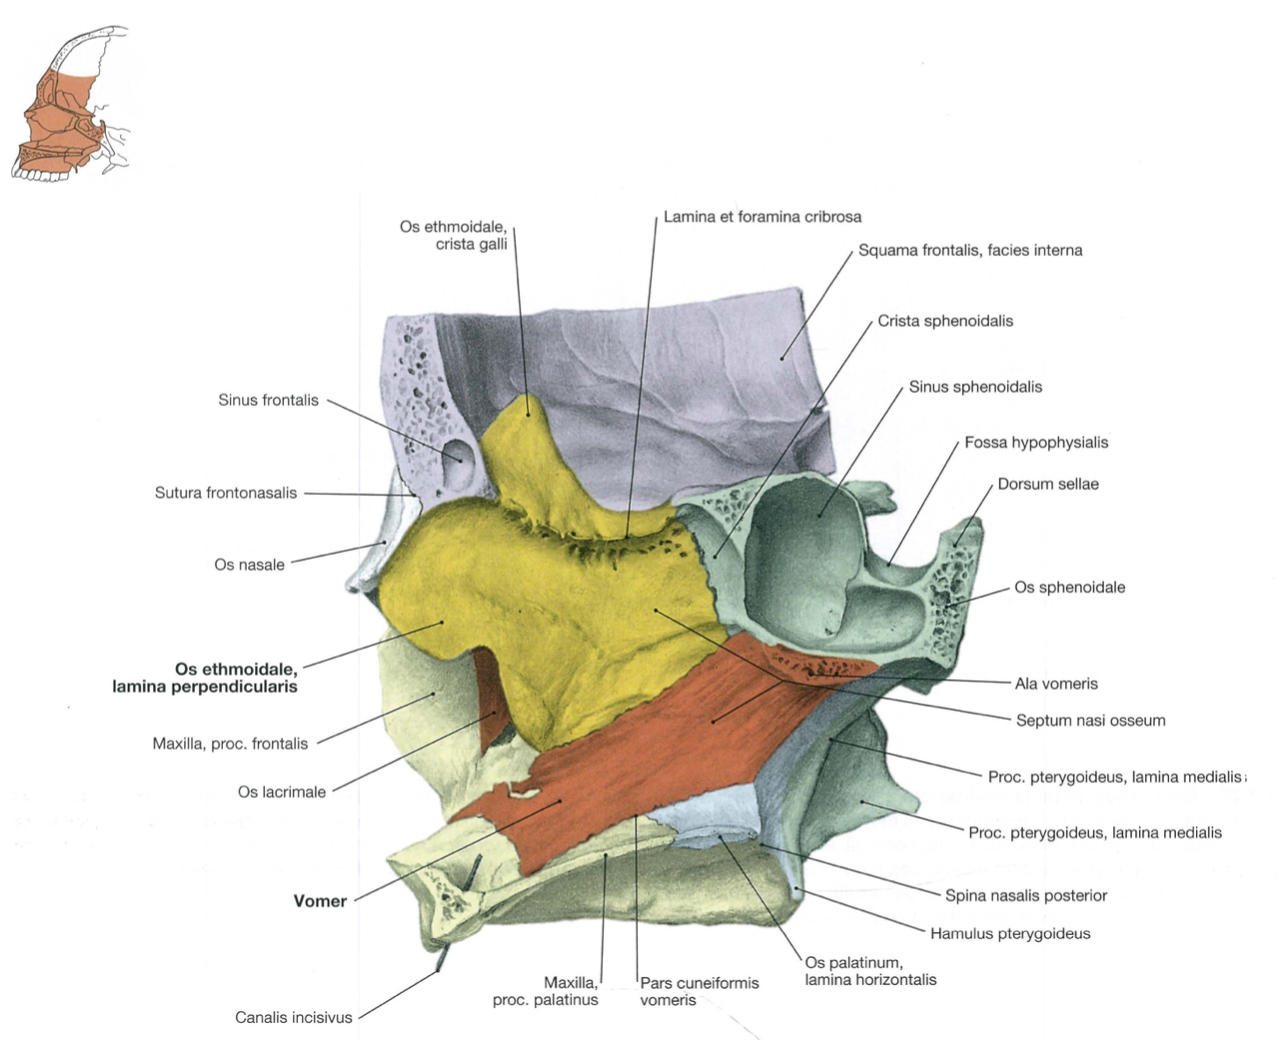 Os ethmoidale,
crista galli
Lamina et foramina cribrosa
Squama frontalis, facies interna
Crista sphenoidalis
Sinus sphenoidalis
Sinus frontalis
Fossa hypophysialis
Dorsum sellae
Sutura frontonasalis
Os nasale
Os sphenoidale
Os ethmoidale,
lamina perpendicularis
Ala vomeris
Septum nasi osseum
Maxilla, proc. frontalis
Proc. pterygoideus, lamina medialis
Os lacrimale
Proc. pterygoideus, lamina medialis
Vomer
Spina nasalis posterior
Hamulus pterygoideus
Os palatinum,
lamina horizontalis
Maxilla,
proc. palatinus
Pars cuneiformis
vomeris
Canalis incisivus